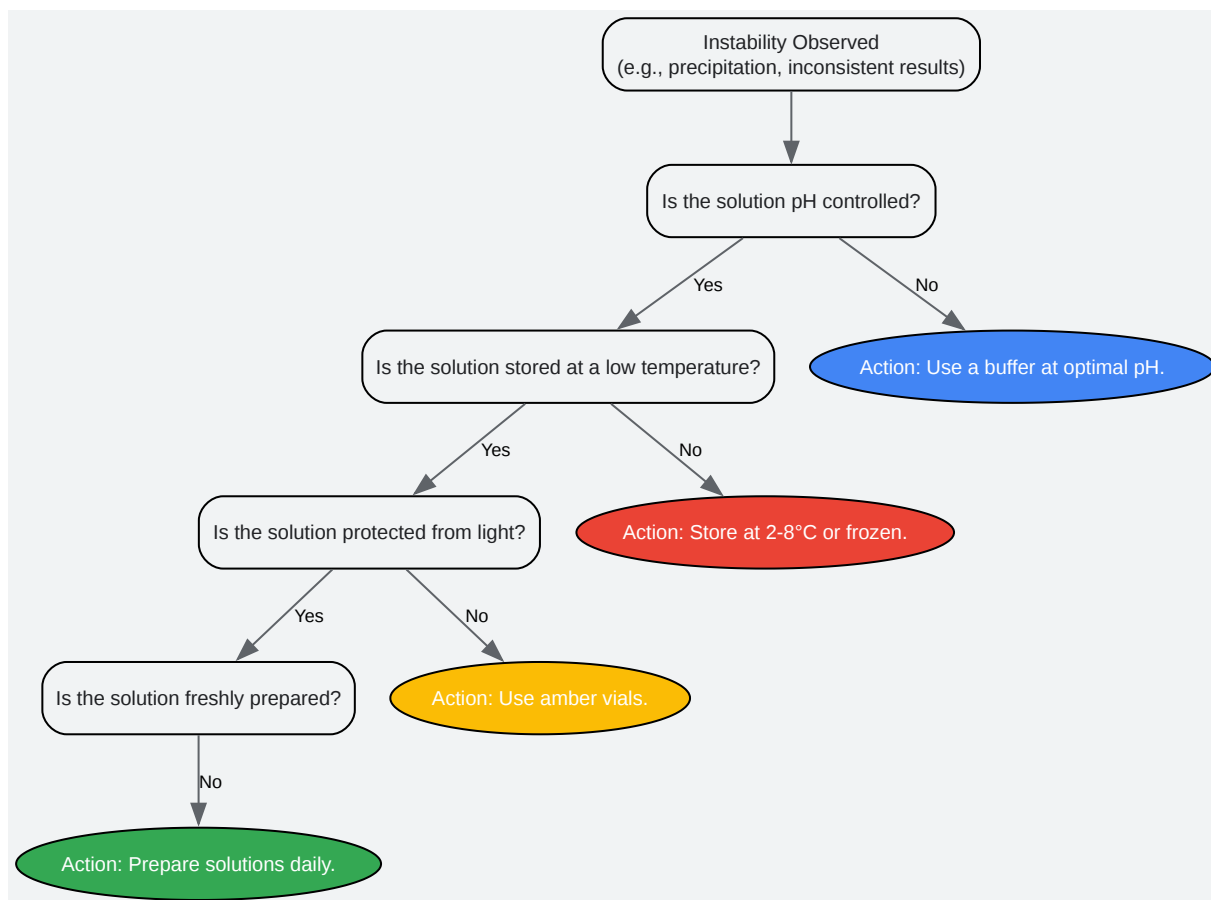 Instability Observed
(e.g., precipitation, inconsistent results)
Is the solution pH controlled?
Yes
No
Is the solution stored at a low temperature?
Action: Use a buffer at optimal pH.
Yes
No
Is the solution protected from light?
Action: Store at 2-8°C or frozen.
Yes
No
Is the solution freshly prepared?
Action: Use amber vials.
No
Action: Prepare solutions daily.